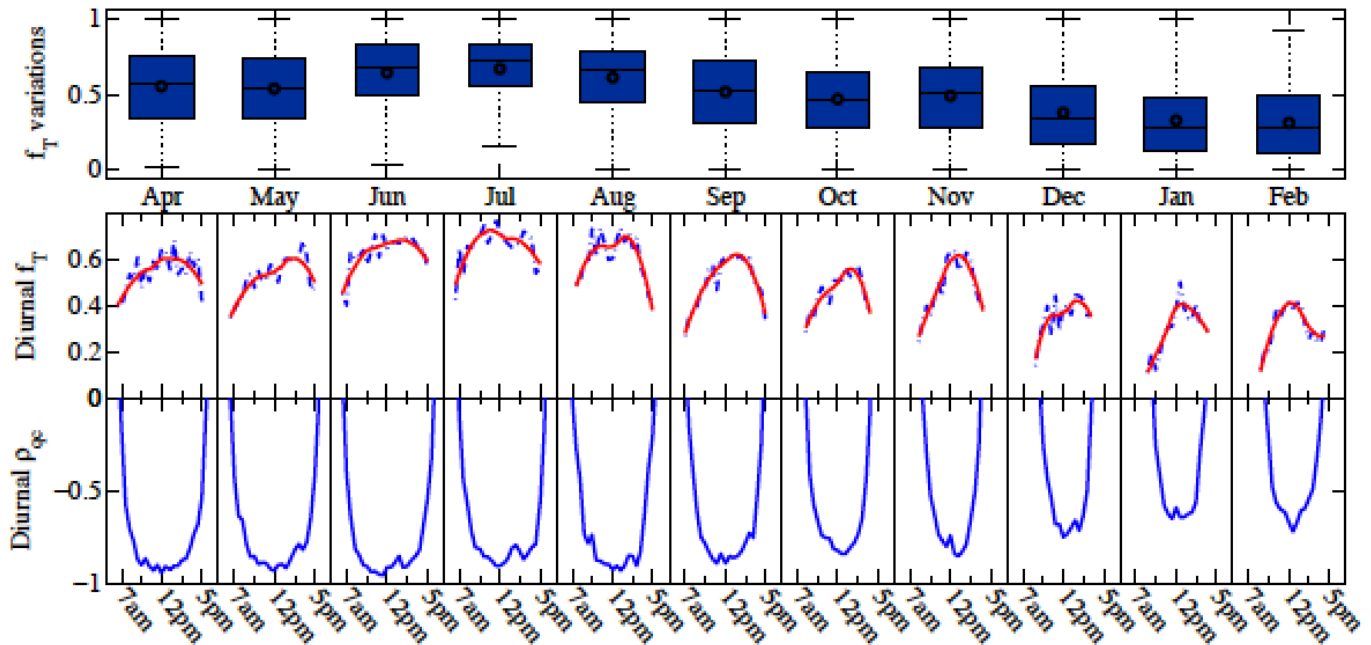 f_T variations
1
0.5
0
Apr May Jun Jul Aug Sep Oct Nov Dec Jan Feb
Diurnal f_T
0.6
0.4
0.2
0
Diurnal ρ_qc
−0.5
−1
7am 12pm 5pm 7am 12pm 5pm 7am 12pm 5pm 7am 12pm 5pm 7am 12pm 5pm 7am 12pm 5pm 7am 12pm 5pm 7am 12pm 5pm 7am 12pm 5pm 7am 12pm 5pm 7am 12pm 5pm